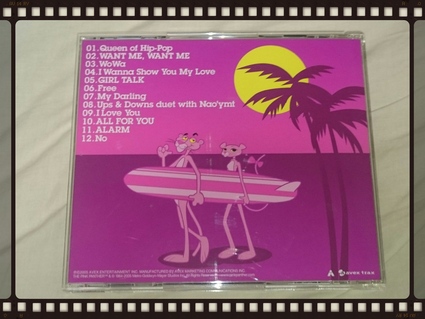 01.Queen of Hip-Pop
02.WANT ME, WANT ME
03.WoWa
04.I Wanna Show You My Love
05.GIRL TALK
06.Free
07.My Darling
08.Ups & Downs duet with Nao'ymt
09.I Love You
10.ALL FOR YOU
11.ALARM
12.No
avex trax